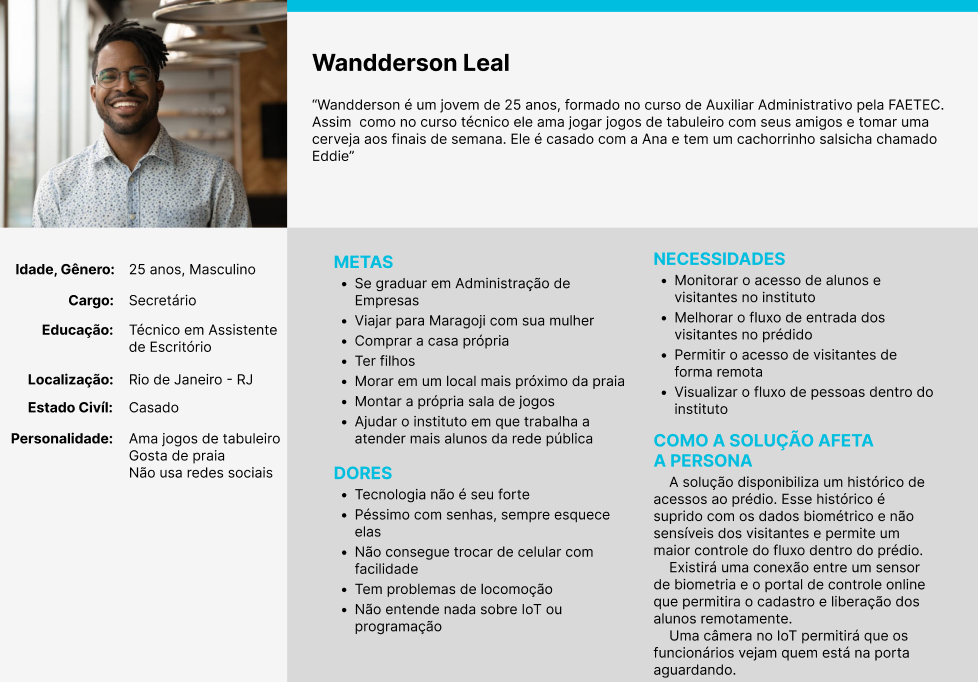 Wandderson Leal
“Wandderson é um jovem de 25 anos, formado no curso de Auxiliar Administrativo pela FAETEC.
Assim  como no curso técnico ele ama jogar jogos de tabuleiro com seus amigos e tomar uma
cerveja aos finais de semana. Ele é casado com a Ana e tem um cachorrinho salsicha chamado
Eddie”
Idade, Gênero: 25 anos, Masculino
Cargo: Secretário
Educação: Técnico em Assistente
de Escritório
Localização: Rio de Janeiro - RJ
Estado Civíl: Casado
Personalidade: Ama jogos de tabuleiro
Gosta de praia
Não usa redes sociais
METAS
• Se graduar em Administração de
Empresas
• Viajar para Maragoji com sua mulher
• Comprar a casa própria
• Ter filhos
• Morar em um local mais próximo da praia
• Montar a própria sala de jogos
• Ajudar o instituto em que trabalha a
atender mais alunos da rede pública
DORES
• Tecnologia não é seu forte
• Péssimo com senhas, sempre esquece
elas
• Não consegue trocar de celular com
facilidade
• Tem problemas de locomoção
• Não entende nada sobre IoT ou
programação
NECESSIDADES
• Monitorar o acesso de alunos e
visitantes no instituto
• Melhorar o fluxo de entrada dos
visitantes no prédido
• Permitir o acesso de visitantes de
forma remota
• Visualizar o fluxo de pessoas dentro do
instituto
COMO A SOLUÇÃO AFETA
A PERSONA
A solução disponibiliza um histórico de
acessos ao prédio. Esse histórico é
suprido com os dados biométrico e não
sensíveis dos visitantes e permite um
maior controle do fluxo dentro do prédio.
Existirá uma conexão entre um sensor
de biometria e o portal de controle online
que permitira o cadastro e liberação dos
alunos remotamente.
Uma câmera no IoT permitirá que os
funcionários vejam quem está na porta
aguardando.